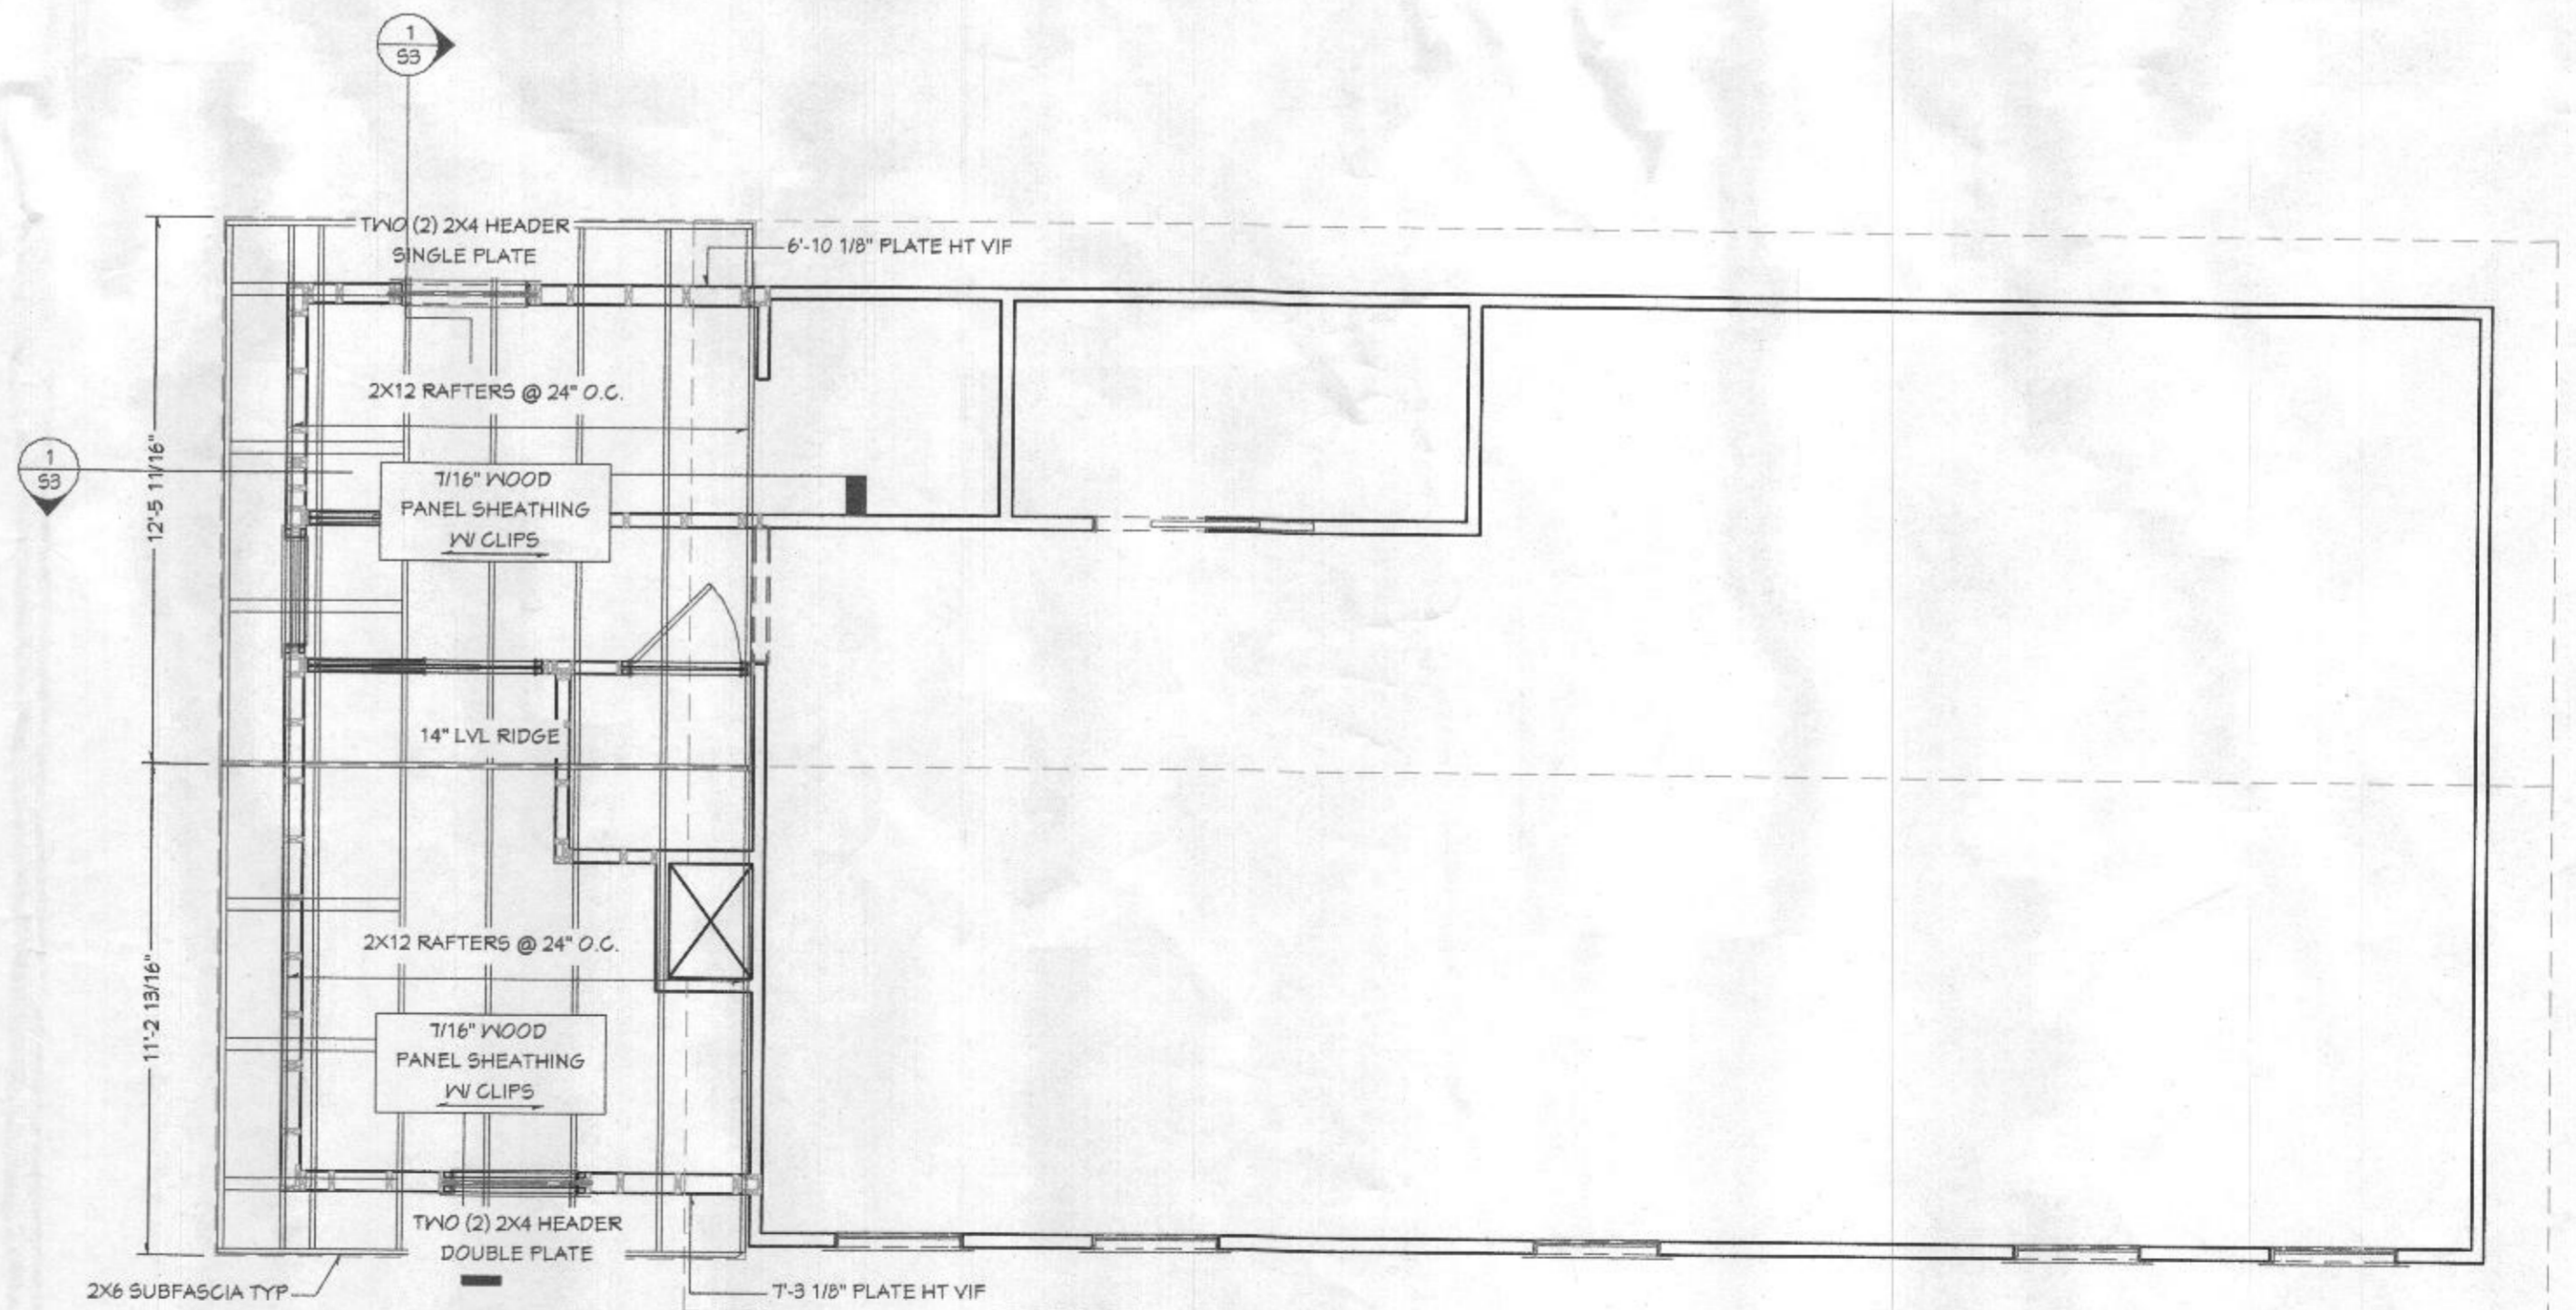 1
S3
TWO (2) 2X4 HEADER
SINGLE PLATE
6'-10 1/8" PLATE HT VIF
2X12 RAFTERS @ 24" O.C.
12'-5 11/16"
1
S3
7/16" WOOD
PANEL SHEATHING
W/ CLIPS
14" LVL RIDGE
2X12 RAFTERS @ 24" O.C.
11'-2 13/16"
7/16" WOOD
PANEL SHEATHING
W/ CLIPS
TWO (2) 2X4 HEADER
DOUBLE PLATE
2X6 SUBFASCIA TYP
7'-3 1/8" PLATE HT VIF